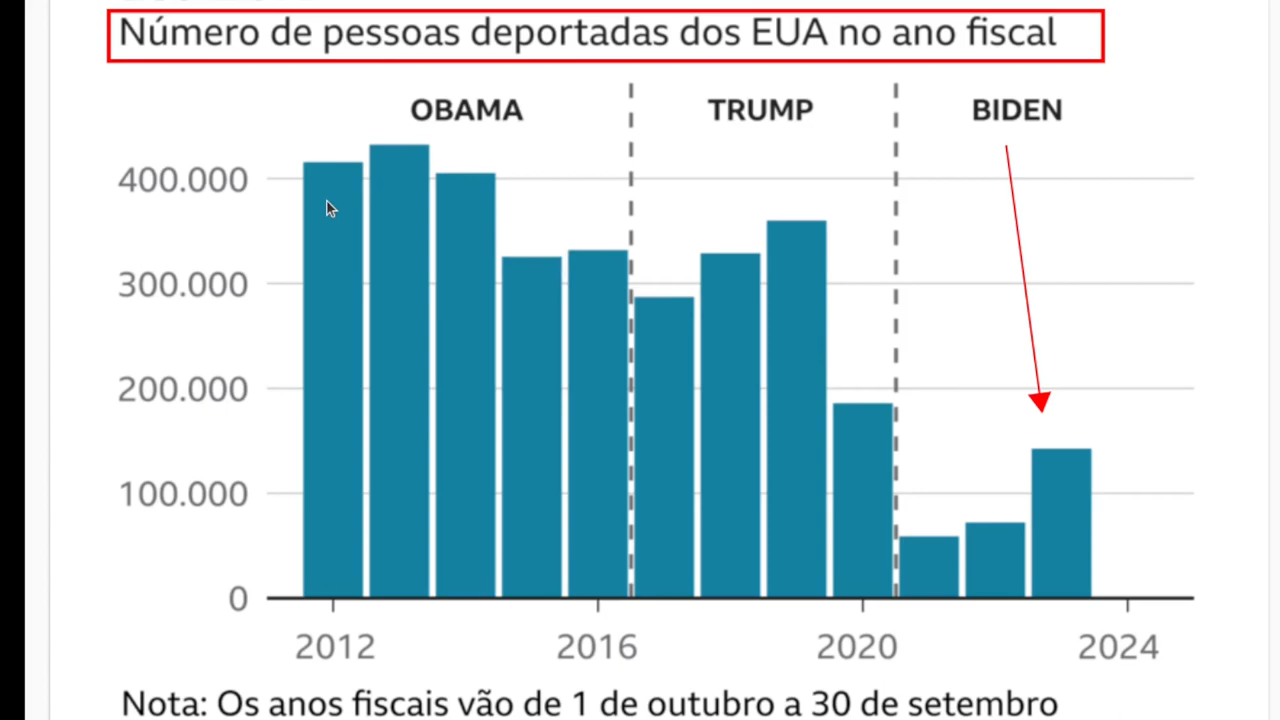 Número de pessoas deportadas dos EUA no ano fiscal
OBAMA TRUMP BIDEN
400.000
300.000
200.000
100.000
0
2012 2016 2020 2024
Nota: Os anos fiscais vão de 1 de outubro a 30 de setembro